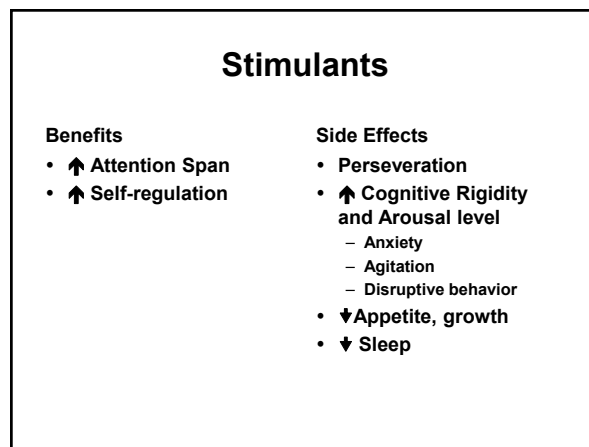 Stimulants
Benefits
• 🡅 Attention Span
• 🡅 Self-regulation
Side Effects
• Perseveration
• 🡅 Cognitive Rigidity
and Arousal level
– Anxiety
– Agitation
– Disruptive behavior
• 🡇Appetite, growth
• 🡇 Sleep